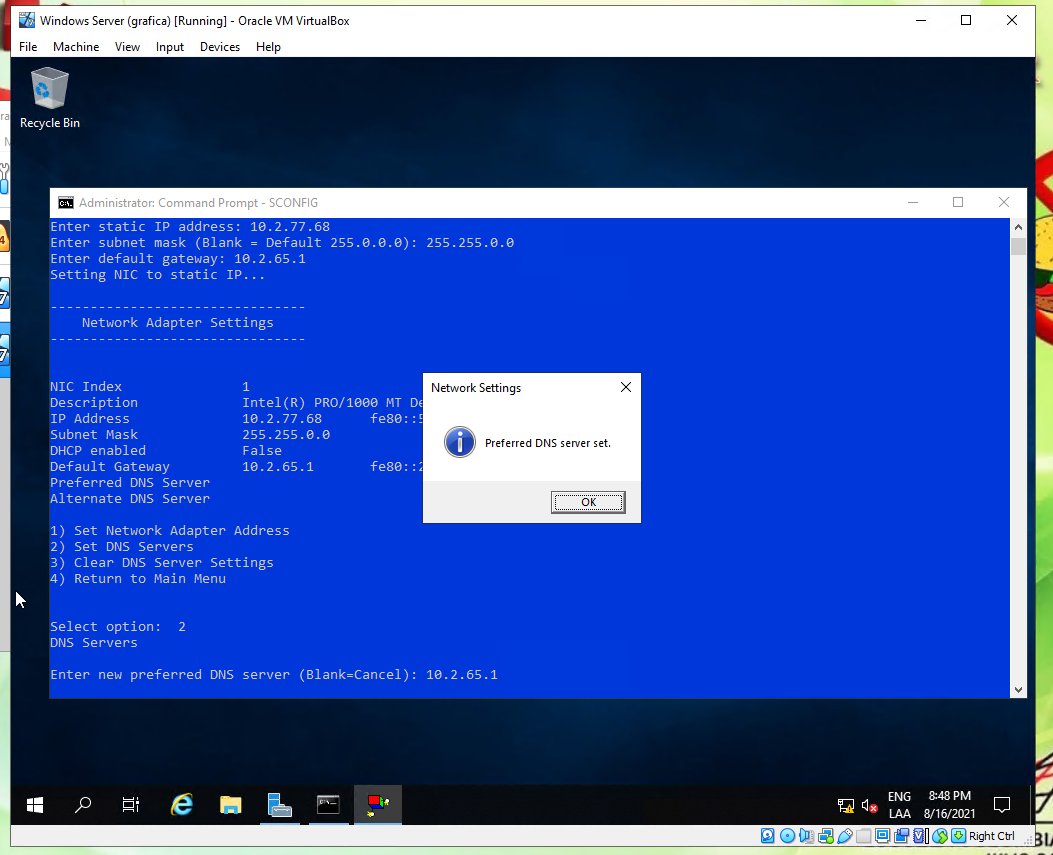 Windows Server (grafica) [Running] - Oracle VM VirtualBox
File Machine View Input Devices Help
Recycle Bin
Administrator: Command Prompt - SCONFIG
Enter static IP address: 10.2.77.68
Enter subnet mask (Blank = Default 255.0.0.0): 255.255.0.0
Enter default gateway: 10.2.65.1
Setting NIC to static IP...
-------------------------------- 
Network Adapter Settings
--------------------------------
NIC Index 1
Description Intel(R) PRO/1000 MT De
IP Address 10.2.77.68 fe80::5
Subnet Mask 255.255.0.0
DHCP enabled False
Default Gateway 10.2.65.1 fe80::2
Preferred DNS Server
Alternate DNS Server
Network Settings
Preferred DNS server set.
OK
1) Set Network Adapter Address
2) Set DNS Servers
3) Clear DNS Server Settings
4) Return to Main Menu
Select option: 2
DNS Servers
Enter new preferred DNS server (Blank=Cancel): 10.2.65.1
ENG
LAA
8:48 PM
8/16/2021
Right Ctrl